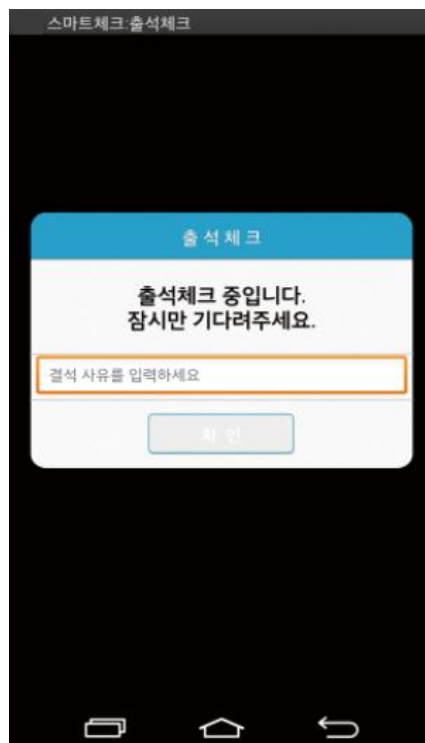 스마트체크:출석체크
출석체크
출석체크 중입니다.
잠시만 기다려주세요.
결석 사유를 입력하세요
확인